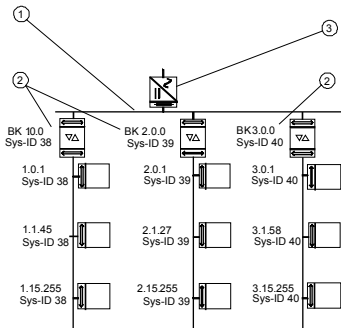 1
3
2
2
BK 10.0
Sys-ID 38
BK 2.0.0
Sys-ID 39
BK3.0.0
Sys-ID 40
1.0.1
Sys-ID 38
2.0.1
Sys-ID 39
3.0.1
Sys-ID 40
1.1.45
Sys-ID 38
2.1.27
Sys-ID 39
3.1.58
Sys-ID 40
1.15.255
Sys-ID 38
2.15.255
Sys-ID 39
3.15.255
Sys-ID 40